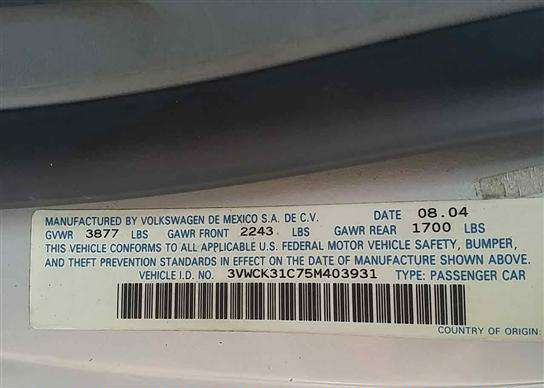 MANUFACTURED BY VOLKSWAGEN DE MEXICO S.A. DE C.V. DATE 08.04
GVWR 3877 LBS GAWR FRONT 2243 LBS GAWR REAR 1700 LBS
THIS VEHICLE CONFORMS TO ALL APPLICABLE U.S. FEDERAL MOTOR VEHICLE SAFETY, BUMPER,
AND THEFT PREVENTION STANDARDS IN EFFECT ON THE DATE OF MANUFACTURE SHOWN ABOVE.
VEHICLE I.D. NO. 3VWCK31C75M403931 TYPE: PASSENGER CAR
COUNTRY OF ORIGIN: